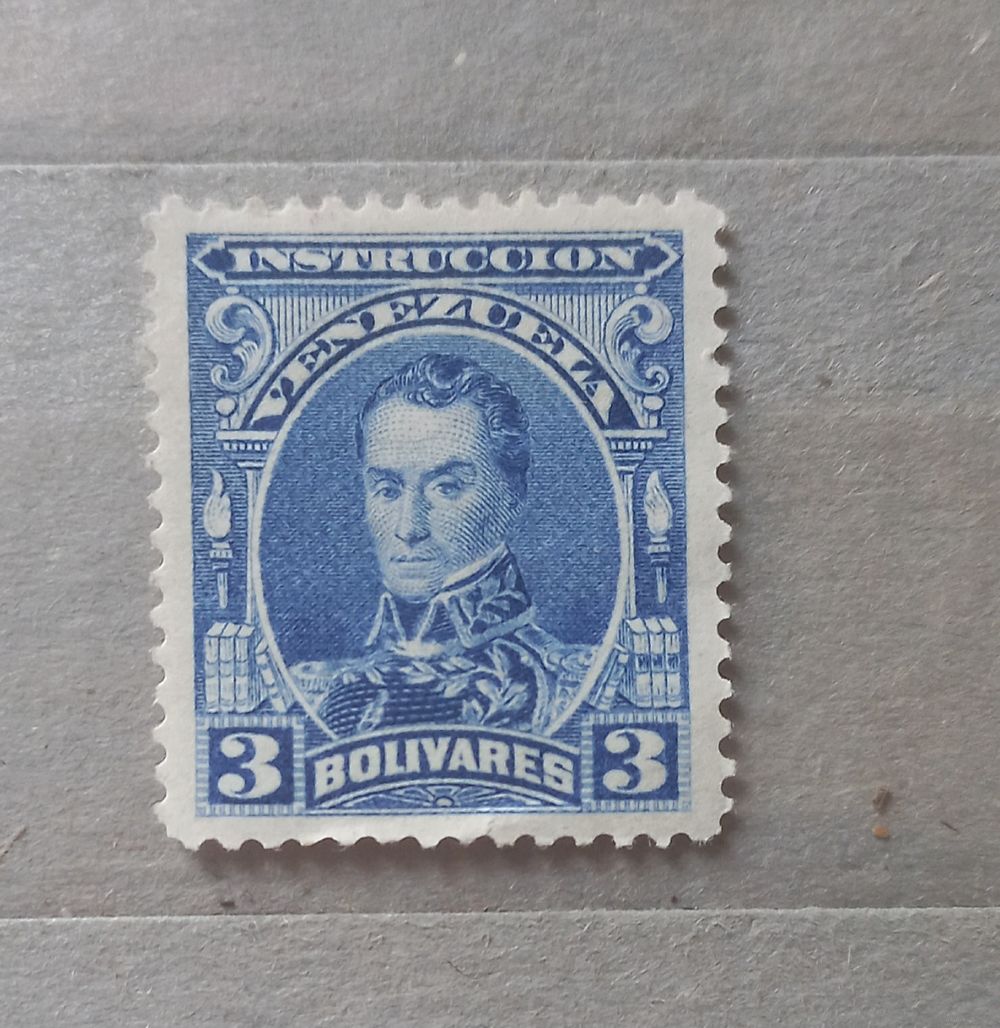 INSTRUCCION
VENEZUELA
3 BOLIVARES 3